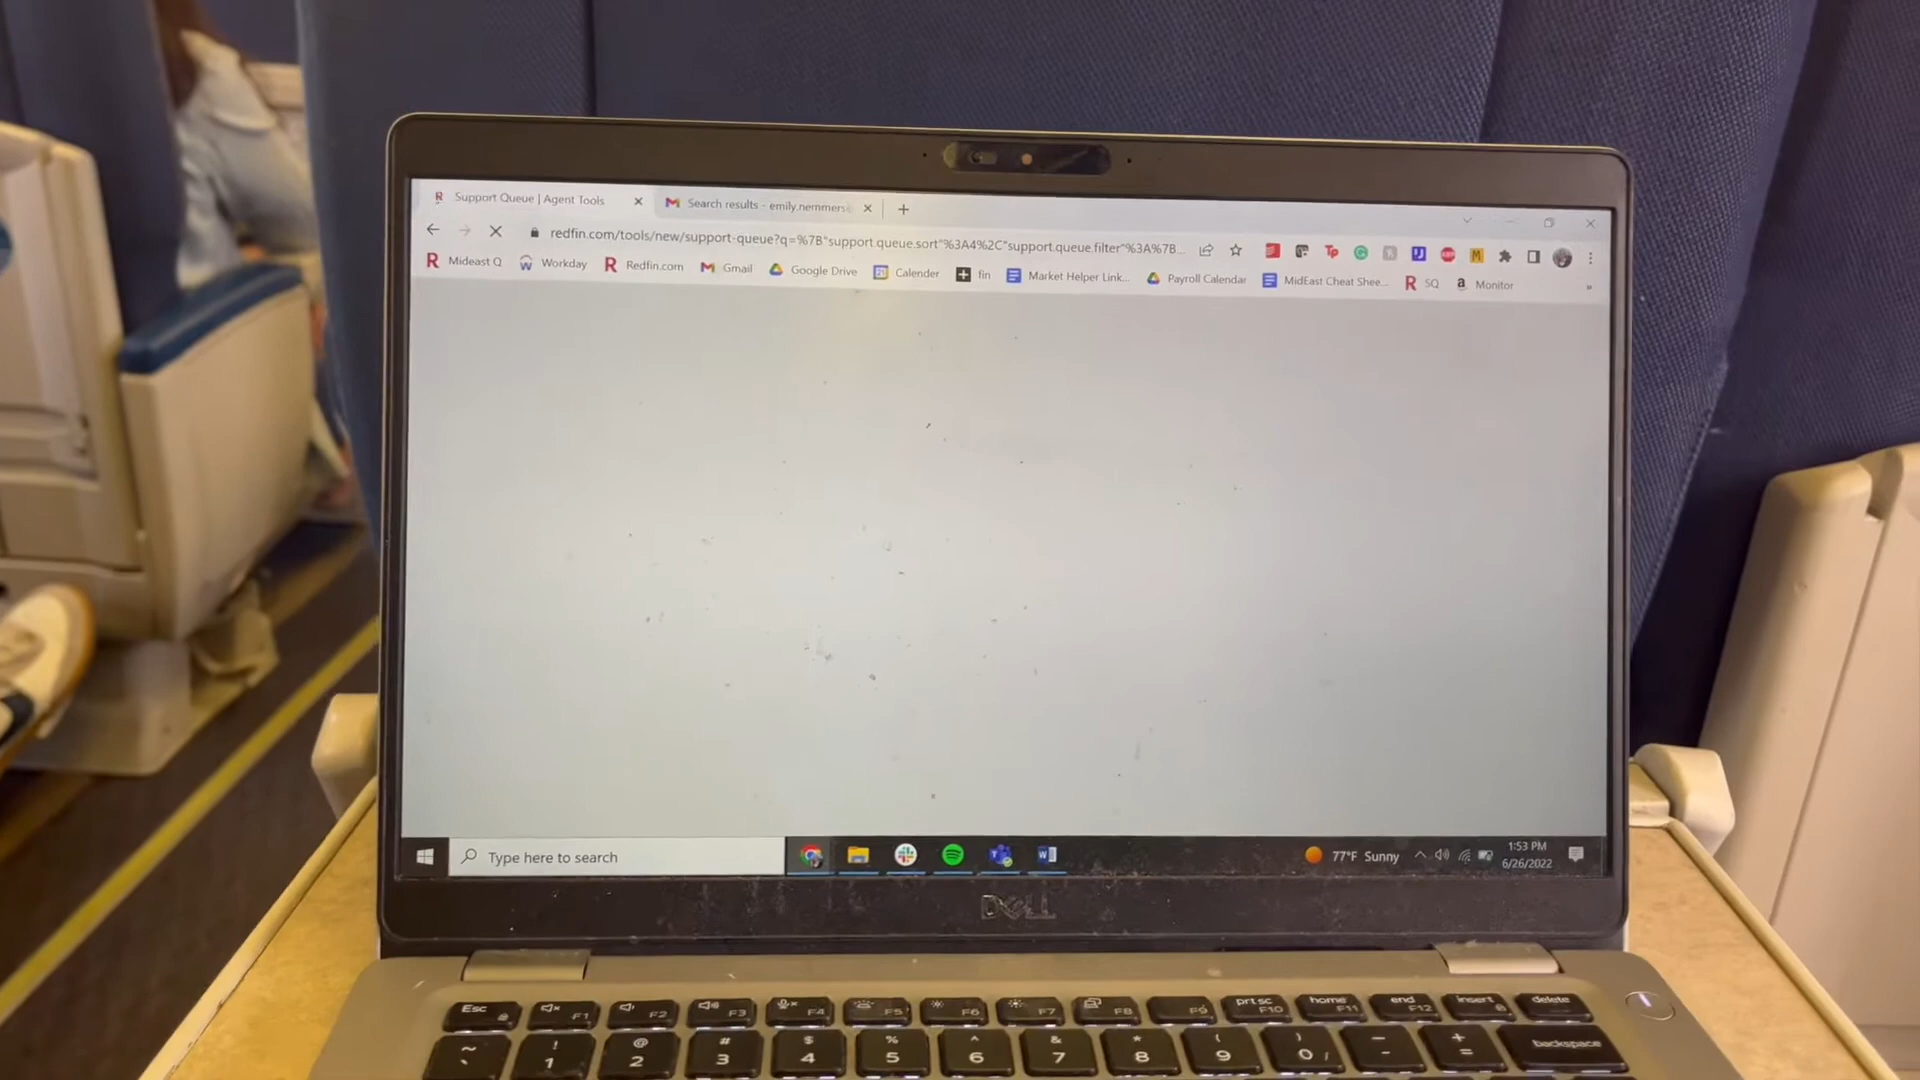 Support Queue | Agent Tools
Search results - emily.nemmers
redfin.com/tools/new/support-queue?q=%7B"support.queue.sort"%3A4%2C"support.queue.filter"%3A%7B...
Mideast Q Workday Redfin.com Gmail Google Drive Calender fin Market Helper Link... Payroll Calendar MidEast Cheat Shee... SQ Monitor
Type here to search
77°F Sunny
1:53 PM
6/26/2022
DELL
Esc F1 F2 F3 F4 F5 F6 F7 F8 F9 prt sc F10 home F11 end F12 insert delete
~ ` ! 1 @ 2 # 3 $ 4 % 5 ^ 6 & 7 * 8 ( 9 ) 0 - + = backspace